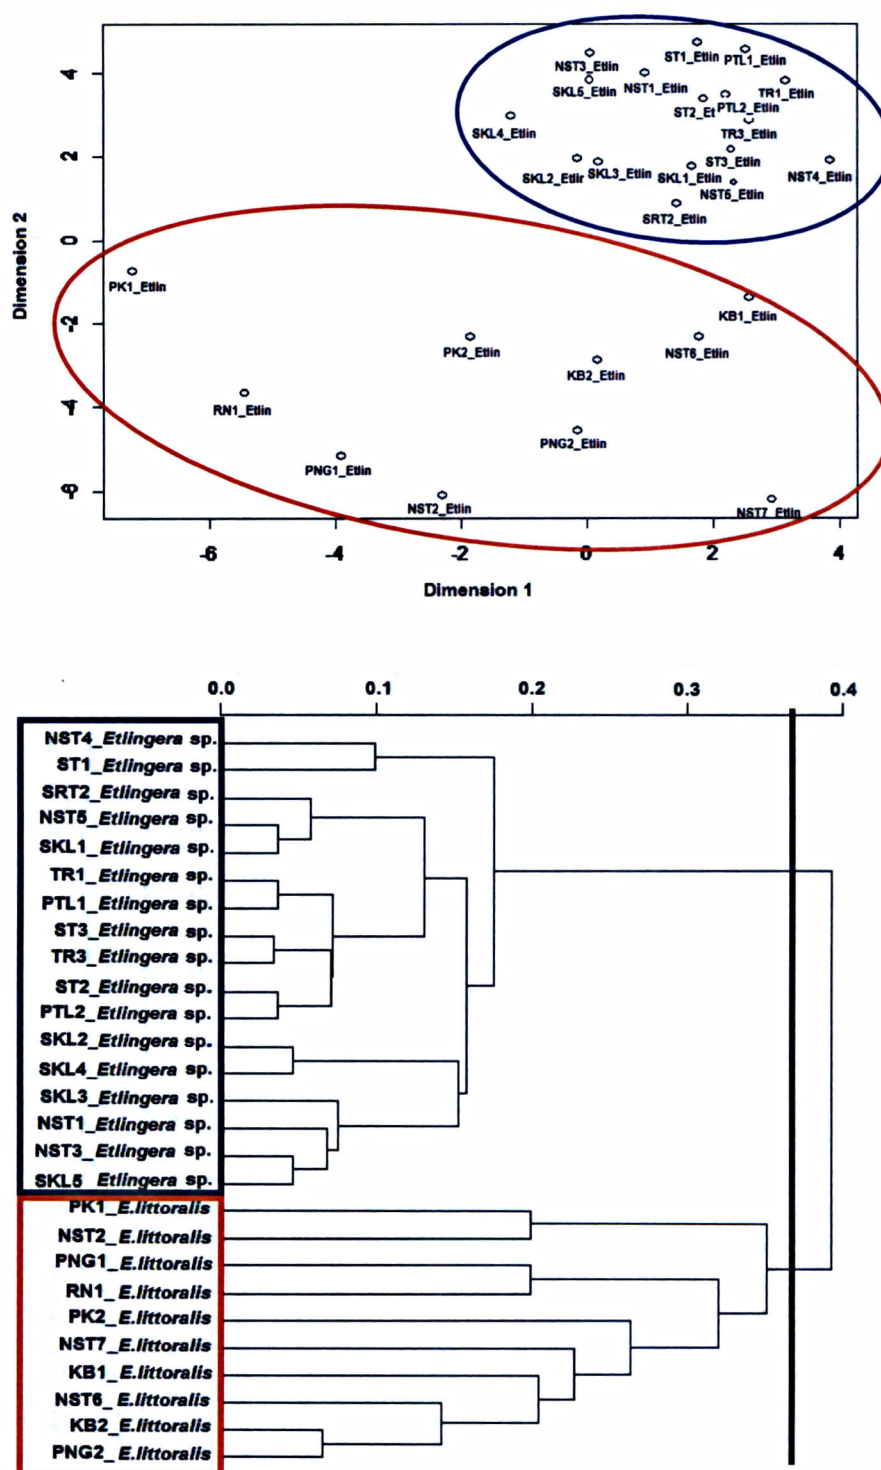 ST1_Etlin
PTL1_Etlin
NST3_Etlin
SKL5_Etlin
NST1_Etlin
TR1_Etlin
ST2_Et
PTL2_Etlin
SKL4_Etlin
TR3_Etlin
ST3_Etlin
SKL2_Etlir
SKL3_Etlin
SKL1_Etlin
NST4_Etlin
NST5_Etlin
SRT2_Etlin
PK1_Etlin
KB1_Etlin
PK2_Etlin
NST6_Etlin
KB2_Etlin
RN1_Etlin
PNG2_Etlin
PNG1_Etlin
NST2_Etlin
NST7_Etlin
4
2
0
-2
-4
-6
Dimension 2
-6 -4 -2 0 2 4
Dimension 1
0.0 0.1 0.2 0.3 0.4
NST4_Etlingera sp.
ST1_Etlingera sp.
SRT2_Etlingera sp.
NST5_Etlingera sp.
SKL1_Etlingera sp.
TR1_Etlingera sp.
PTL1_Etlingera sp.
ST3_Etlingera sp.
TR3_Etlingera sp.
ST2_Etlingera sp.
PTL2_Etlingera sp.
SKL2_Etlingera sp.
SKL4_Etlingera sp.
SKL3_Etlingera sp.
NST1_Etlingera sp.
NST3_Etlingera sp.
SKL5_Etlingera sp.
PK1_E.littoralis
NST2_E.littoralis
PNG1_E.littoralis
RN1_E.littoralis
PK2_E.littoralis
NST7_E.littoralis
KB1_E.littoralis
NST6_E.littoralis
KB2_E.littoralis
PNG2_E.littoralis